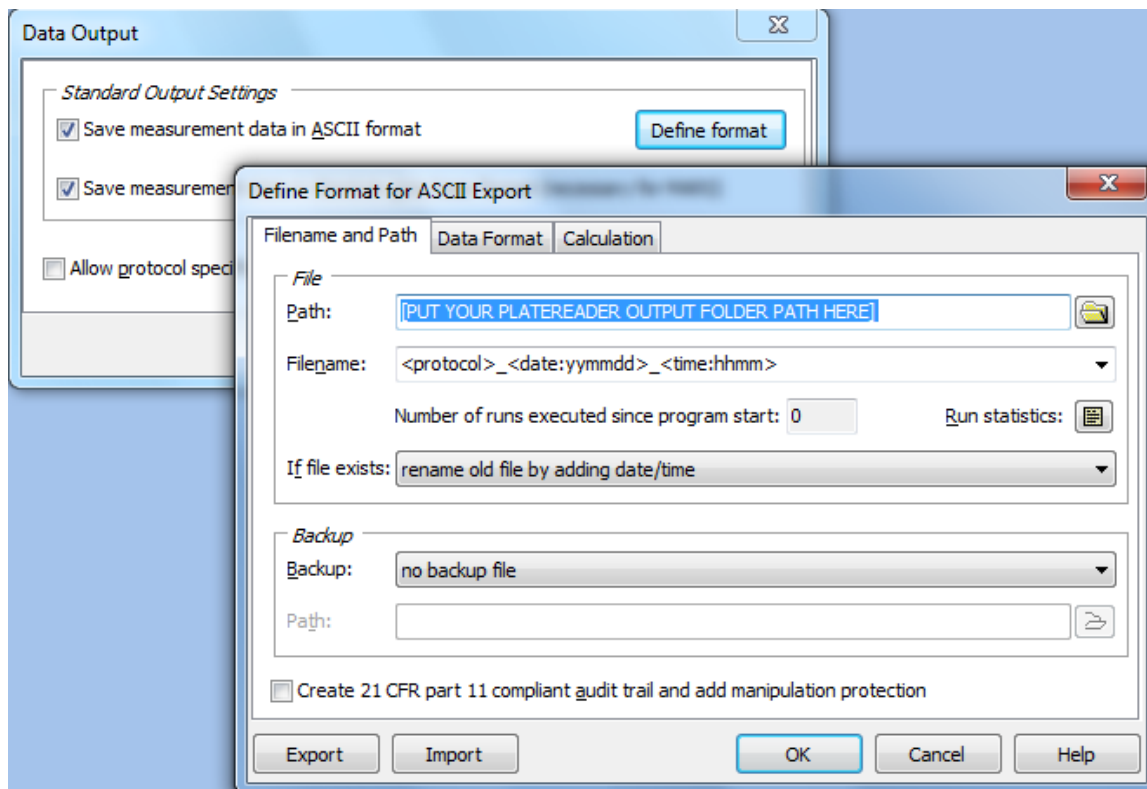 Data Output
Standard Output Settings
Save measurement data in ASCII format
Define format
Save measurement
Allow protocol speci
Define Format for ASCII Export
Filename and Path
Data Format
Calculation
File
Path:
[PUT YOUR PLATEREADER OUTPUT FOLDER PATH HERE]
Filename:
<protocol>_<date:yymmdd>_<time:hhmm>
Number of runs executed since program start: 0
Run statistics:
If file exists: rename old file by adding date/time
Backup
Backup: no backup file
Path:
Create 21 CFR part 11 compliant audit trail and add manipulation protection
Export
Import
OK
Cancel
Help